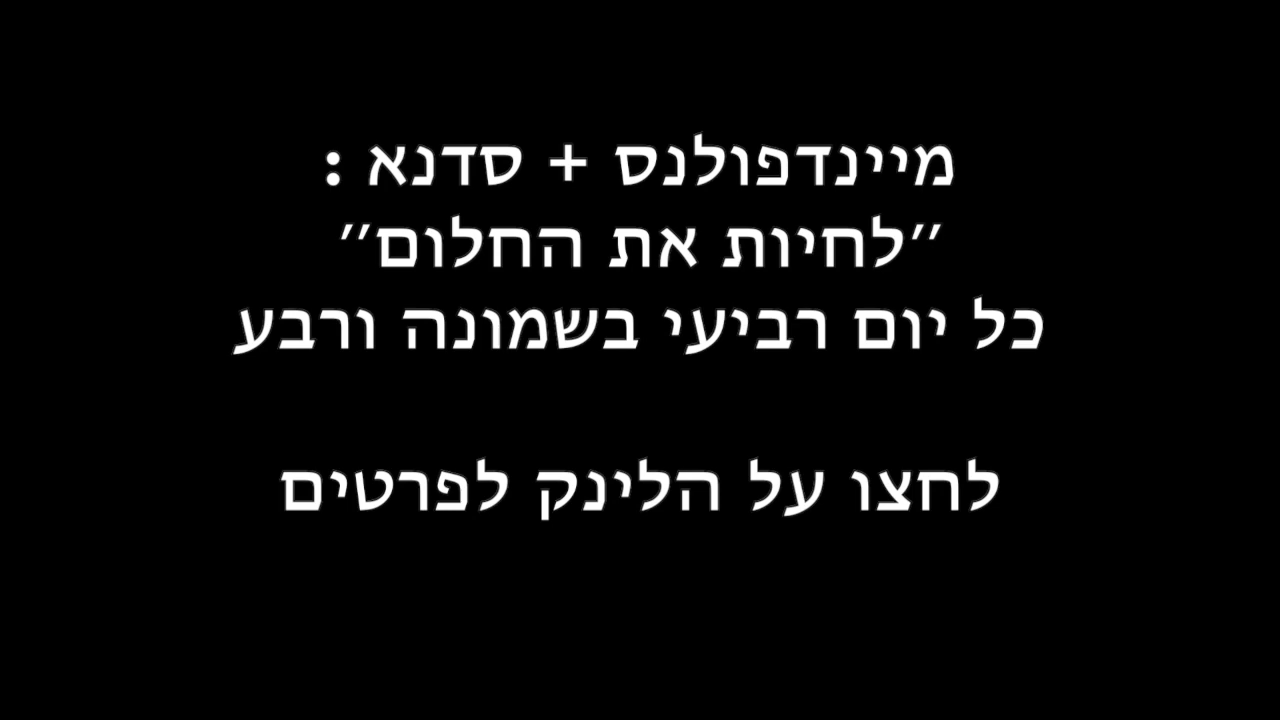 מיינדפולנס + סדנא :
״לחיות את החלום״
כל יום רביעי בשמונה ורבע
לחצו על הלינק לפרטים